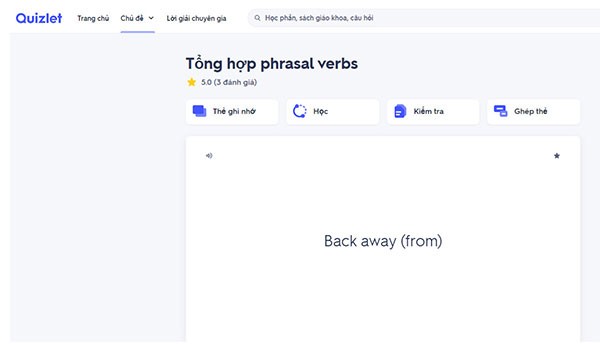 Quizlet Trang chủ Chủ đề Lời giải chuyên gia Học phần, sách giáo khoa, câu hỏi
Tổng hợp phrasal verbs
5.0 (3 đánh giá)
Thẻ ghi nhớ Học Kiểm tra Ghép thẻ
Back away (from)